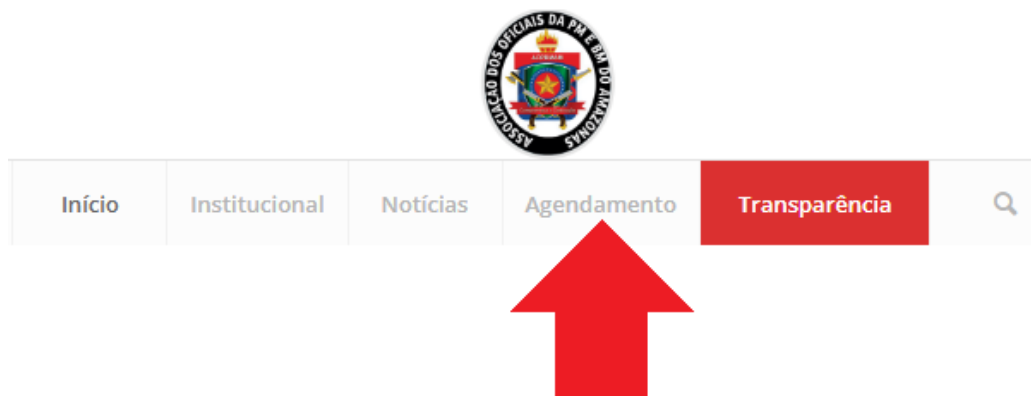 ASSOCIAÇÃO DOS OFICIAIS DA PM E BM DO AMAZONAS
Início Institucional Notícias Agendamento Transparência